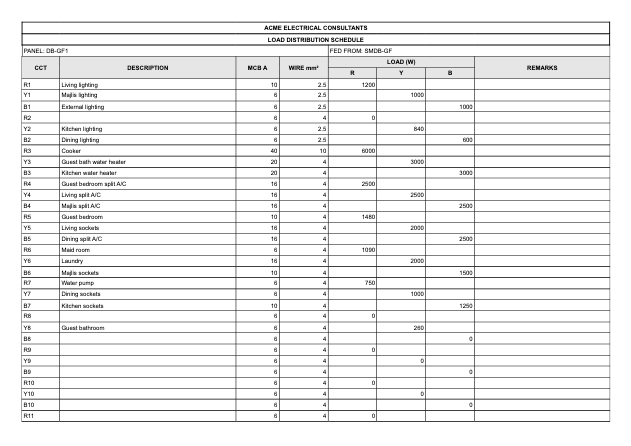 ACME ELECTRICAL CONSULTANTS
LOAD DISTRIBUTION SCHEDULE
PANEL: DB-GF1 FED FROM: SMDB-GF
CCT DESCRIPTION MCB A WIRE mm² LOAD (W) REMARKS
R Y B
R1 Living lighting 10 2.5 1200
Y1 Majlis lighting 6 2.5 1000
B1 External lighting 6 2.5 1000
R2 6 4 0
Y2 Kitchen lighting 6 2.5 840
B2 Dining lighting 6 2.5 600
R3 Cooker 40 10 6000
Y3 Guest bath water heater 20 4 3000
B3 Kitchen water heater 20 4 3000
R4 Guest bedroom split A/C 16 4 2500
Y4 Living split A/C 16 4 2500
B4 Majlis split A/C 16 4 2500
R5 Guest bedroom 10 4 1480
Y5 Living sockets 16 4 2000
B5 Dining split A/C 16 4 2500
R6 Maid room 6 4 1090
Y6 Laundry 16 4 2000
B6 Majlis sockets 10 4 1500
R7 Water pump 6 4 750
Y7 Dining sockets 6 4 1000
B7 Kitchen sockets 10 4 1250
R8 6 4 0
Y8 Guest bathroom 6 4 260
B8 6 4 0
R9 6 4 0
Y9 6 4 0
B9 6 4 0
R10 6 4 0
Y10 6 4 0
B10 6 4 0
R11 6 4 0